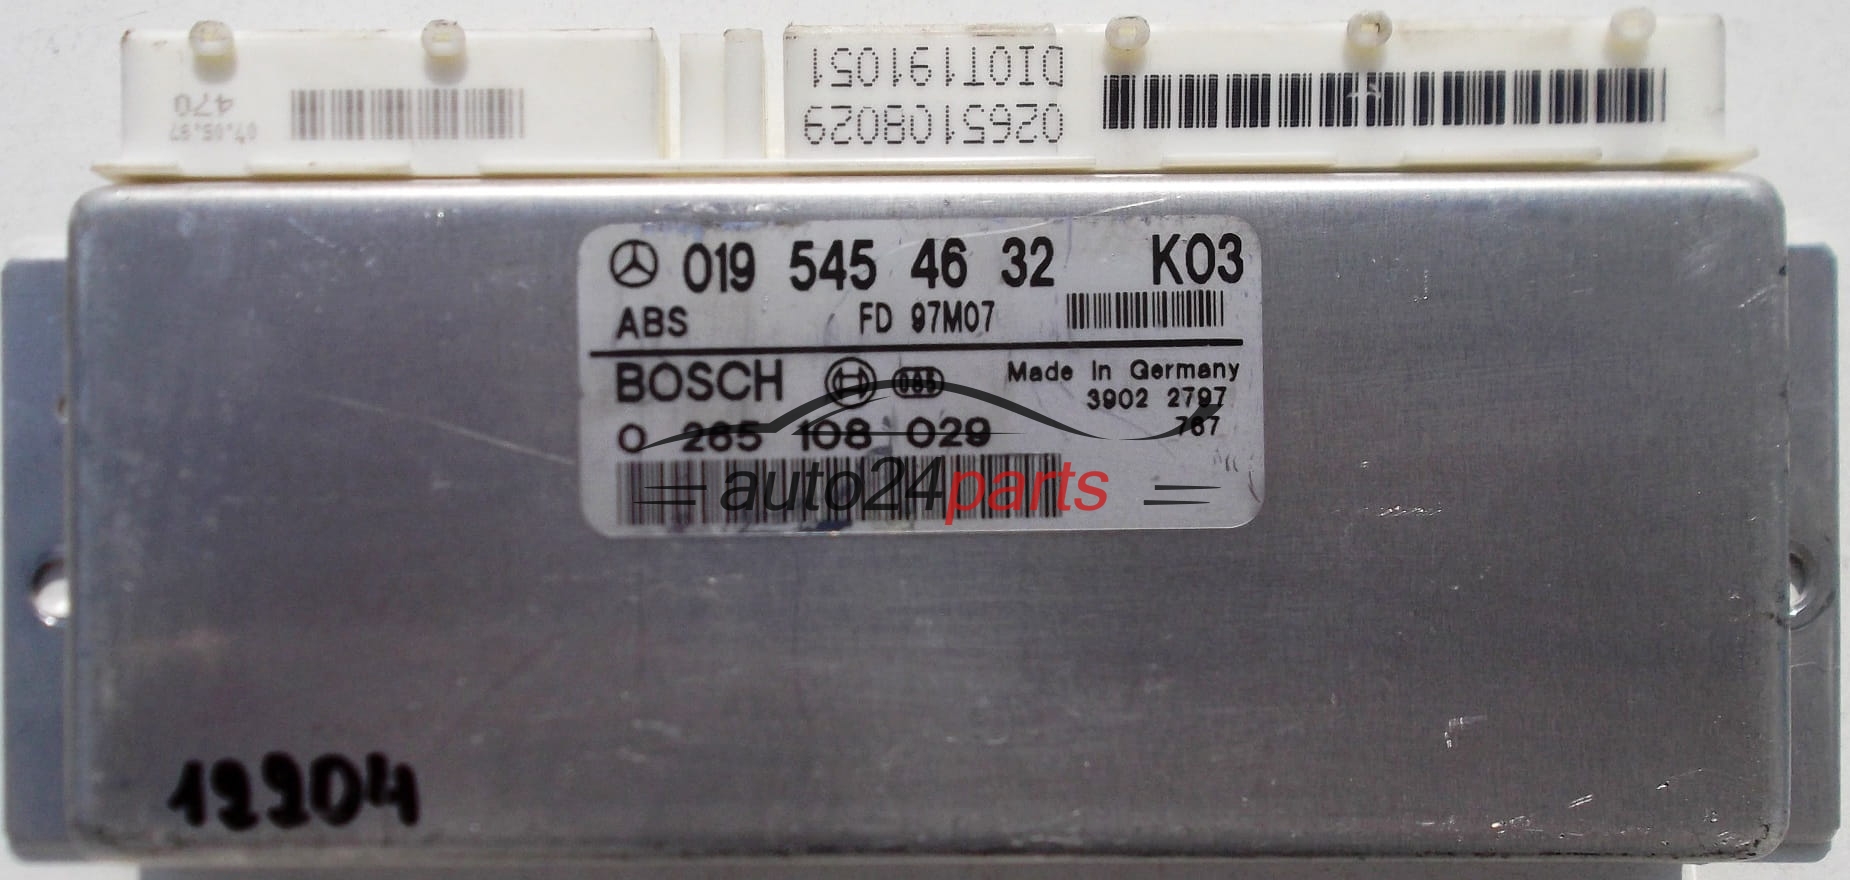 DIOT191051
0265108029
470
07.05.97
019 545 46 32 K03
ABS FD 97M07
BOSCH 085 Made In Germany
3902 2797
0 265 108 029 767
auto24parts
12204